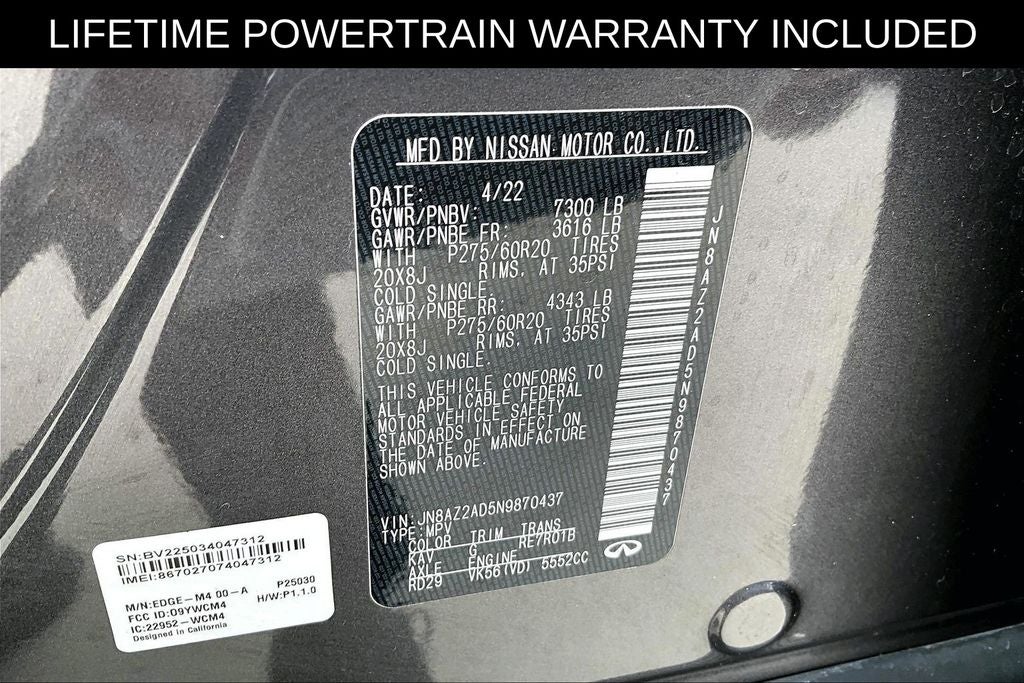 LIFETIME POWERTRAIN WARRANTY INCLUDED
MFD BY NISSAN MOTOR CO.,LTD.
DATE: 4/22
GVWR/PNBV: 7300 LB
GAWR/PNBE FR: 3616 LB
WITH P275/60R20 TIRES
20X8J RIMS, AT 35PSI
COLD SINGLE.
GAWR/PNBE RR: 4343 LB
WITH P275/60R20 TIRES
20X8J RIMS, AT 35PSI
COLD SINGLE.
THIS VEHICLE CONFORMS TO
ALL APPLICABLE FEDERAL
MOTOR VEHICLE SAFETY
STANDARDS IN EFFECT ON
THE DATE OF MANUFACTURE
SHOWN ABOVE.
VIN: JN8AZ2AD5N9870437
TYPE: MPV
COLOR TRIM TRANS
KAV G RE7R01B
AXLE ENGINE
RD29 VK56(VD) 5552CC
JN8AZ2AD5N9870437
INFINITI
SN:BV225034047312
IMEI:867027074047312
M/N:EDGE-M4 00-A P25030
FCC ID:O9YWCM4 H/W:P1.1.0
IC:22952-WCM4
Designed in California